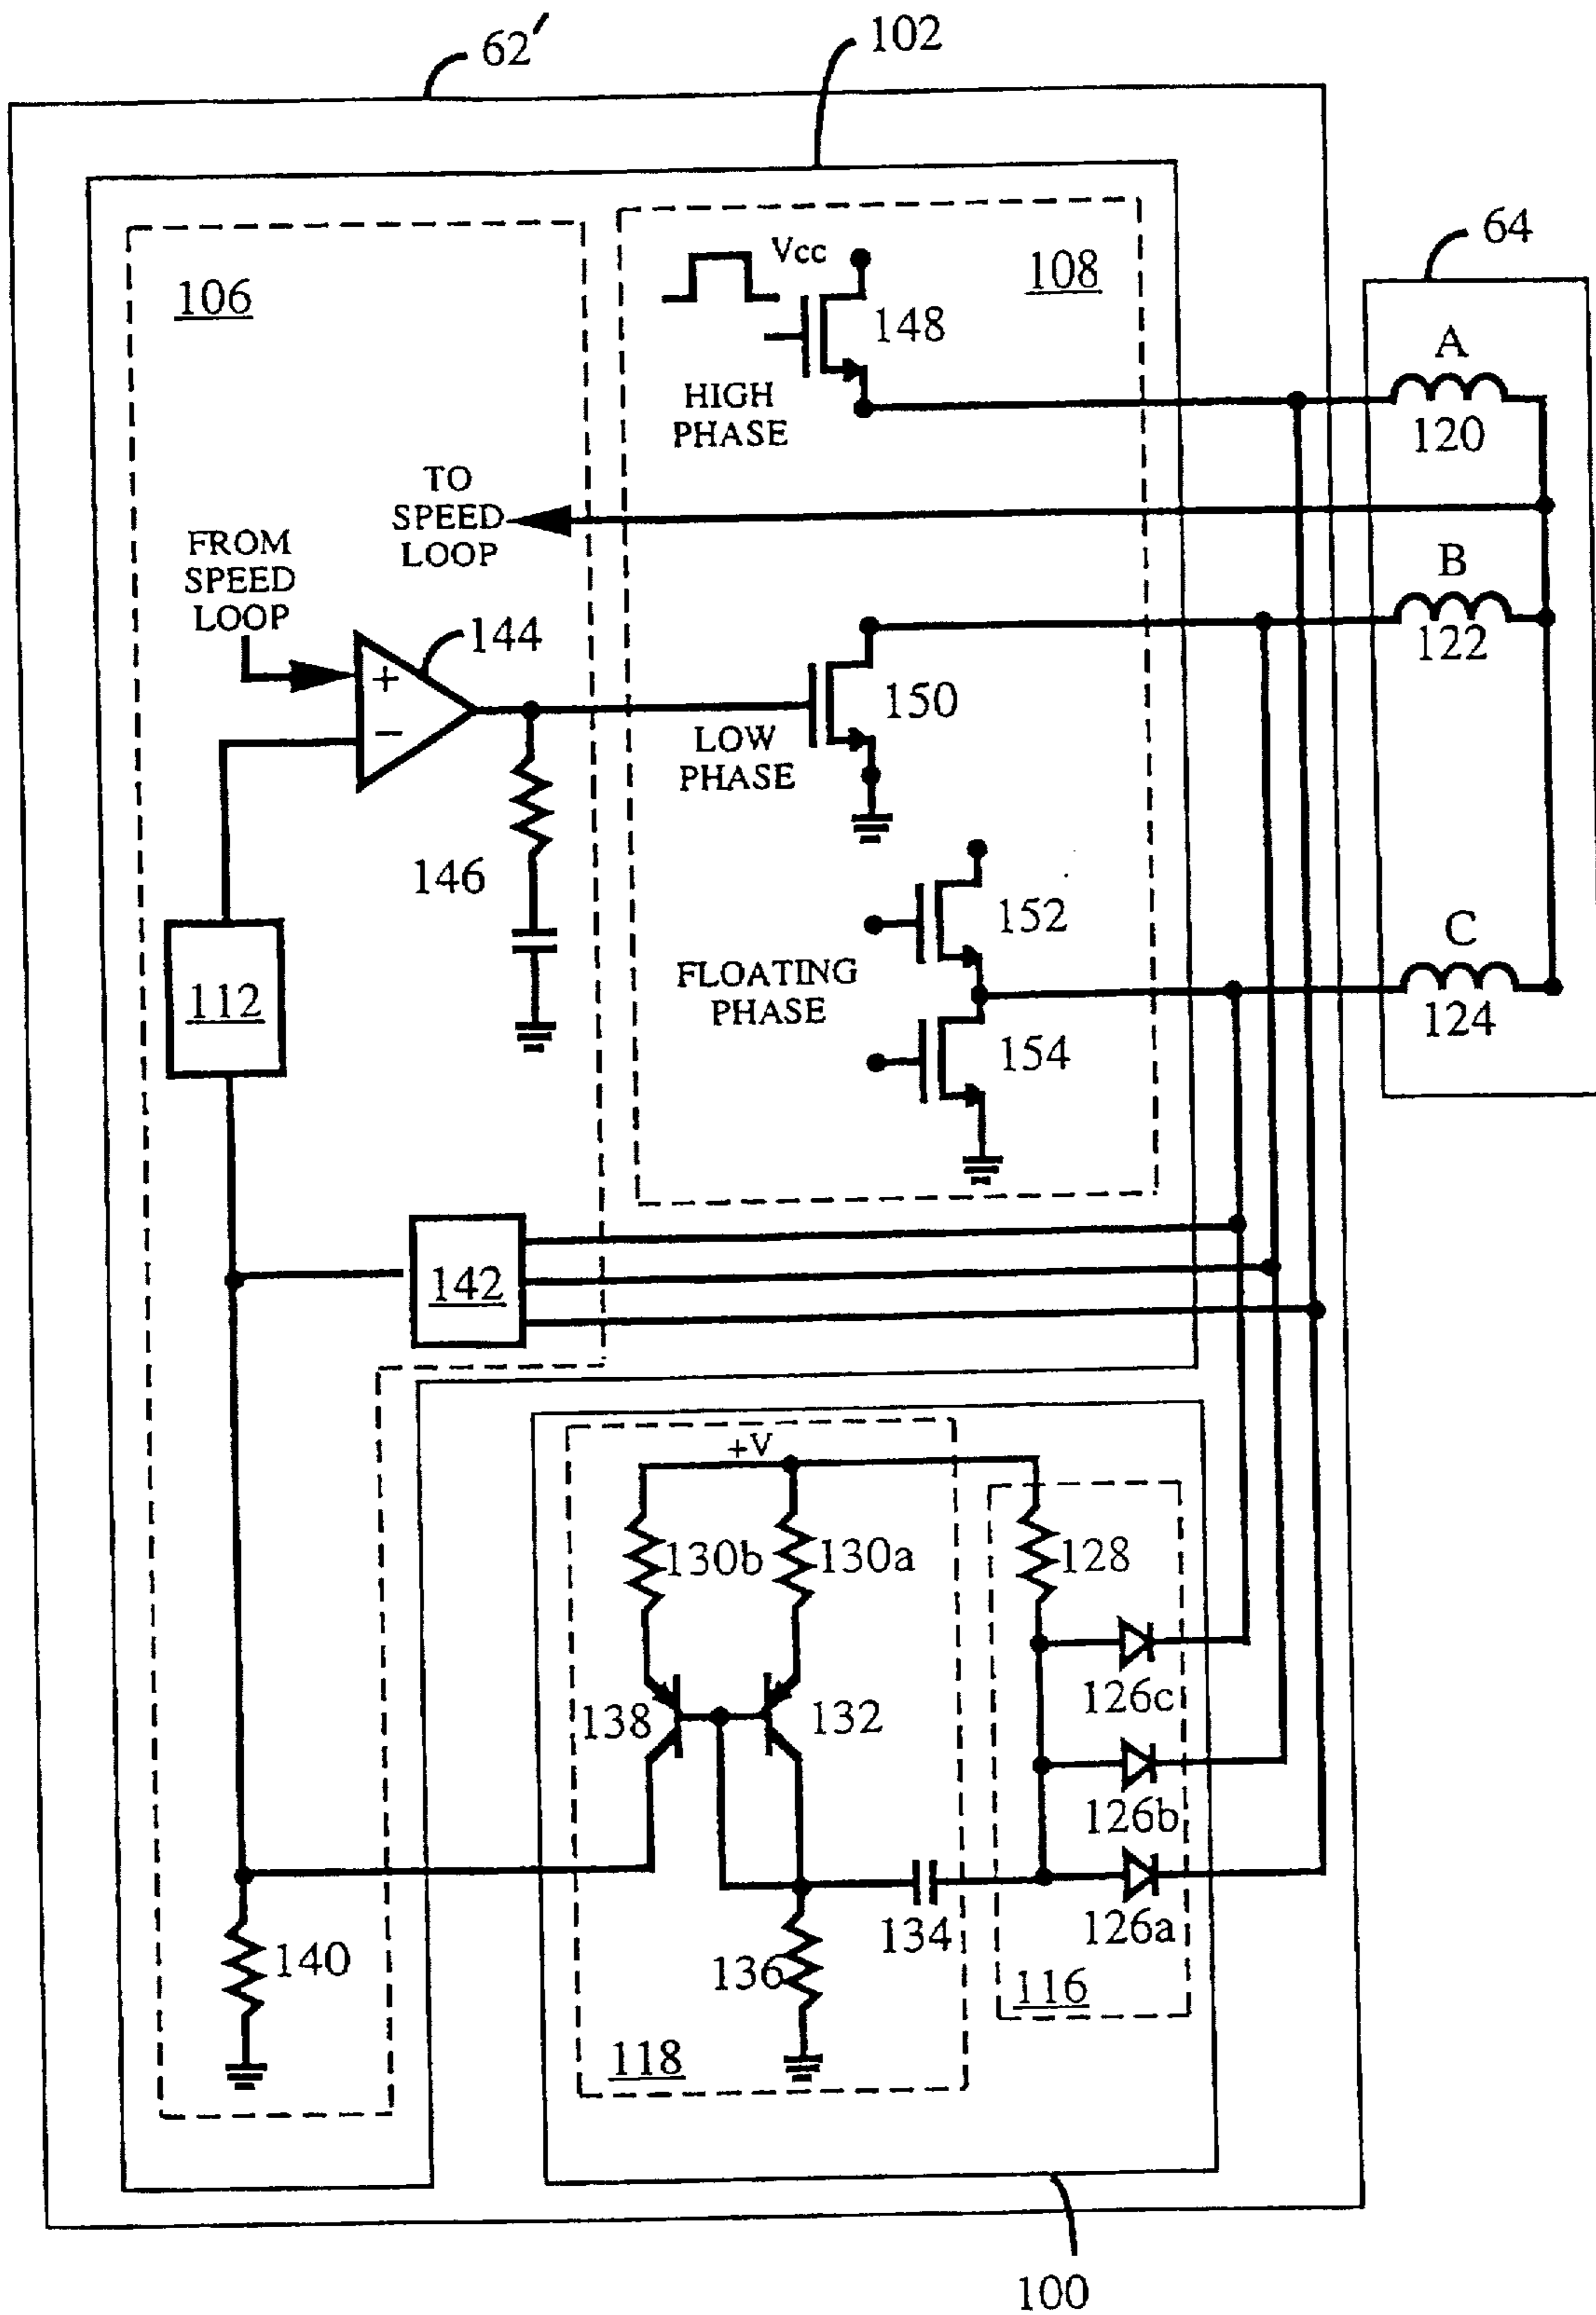 62'
102
64
106
Vcc
108
148
HIGH
PHASE
A
120
TO
SPEED
LOOP
FROM
SPEED
LOOP
B
122
144
+
−
150
LOW
PHASE
146
152
FLOATING
PHASE
C
124
112
154
142
+V
130b
130a
128
126c
138
132
126b
134
126a
140
136
116
118
100